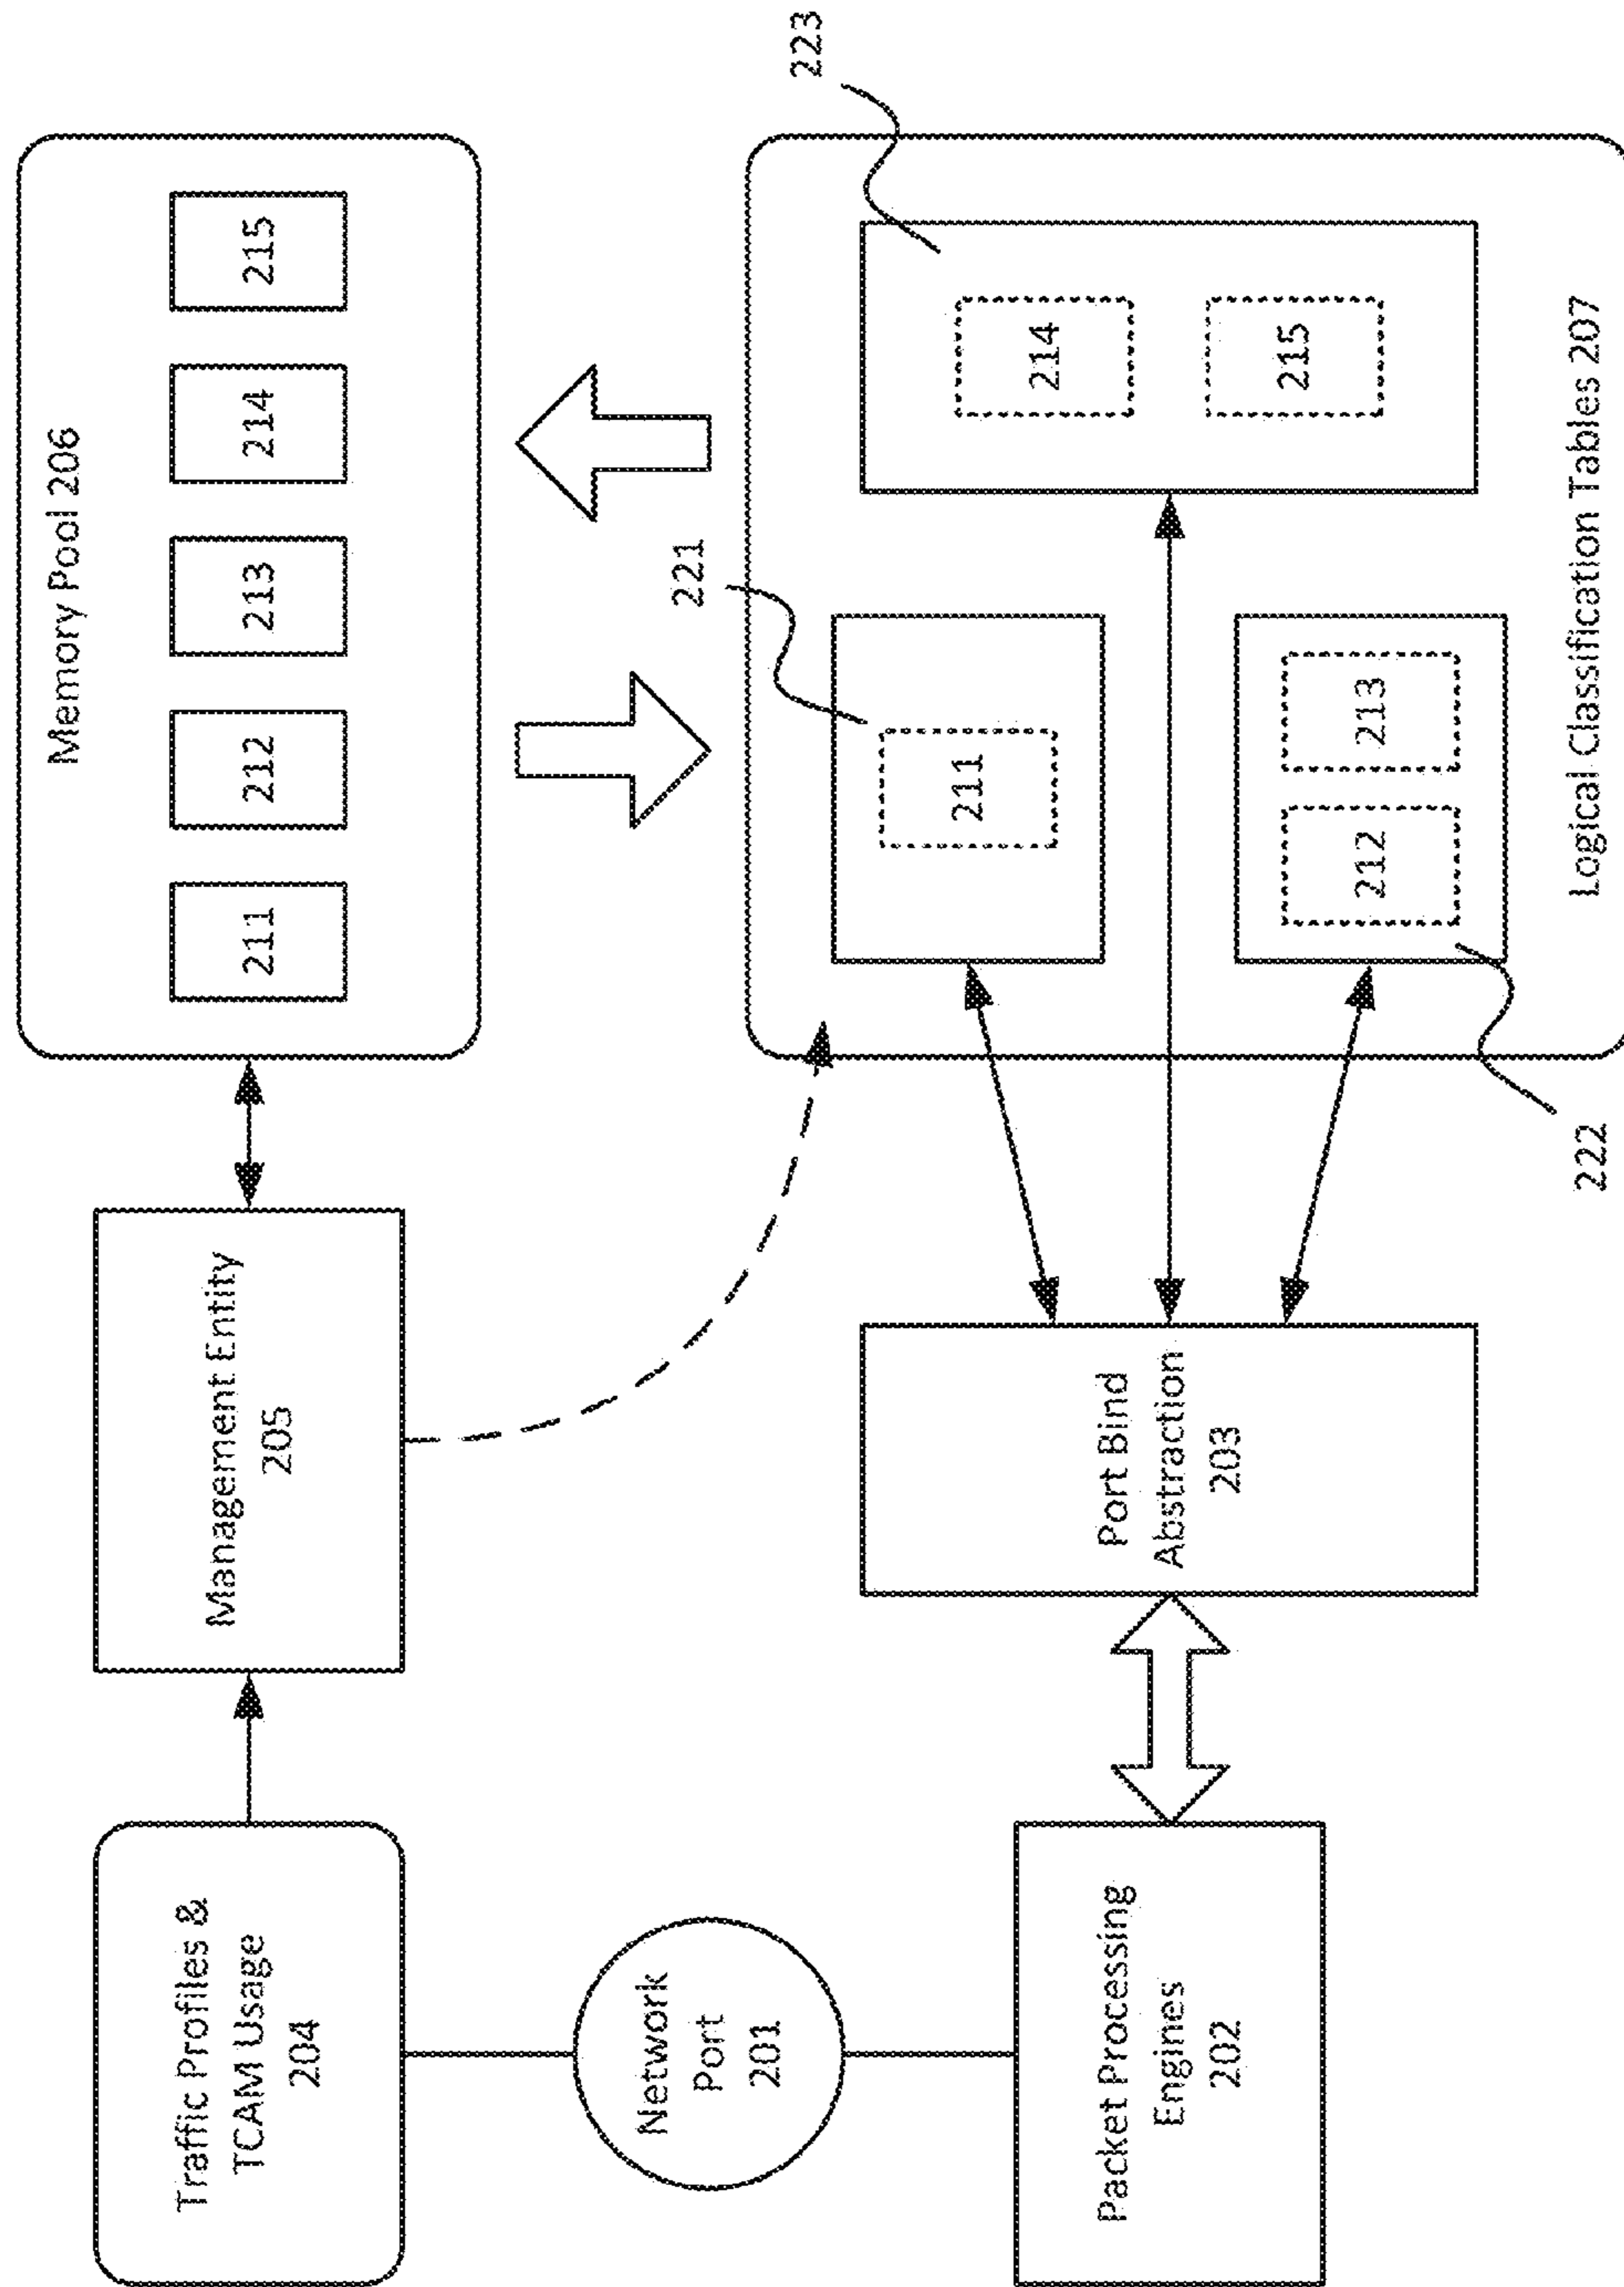 Traffic Profiles &
TCAM Usage
204
Management Entity
205
Memory Pool 206
211
212
213
214
215
Network
Port
201
221
223
211
214
Packet Processing
Engines
202
Port Bind
Abstraction
203
212
213
215
222
Logical Classification Tables 207